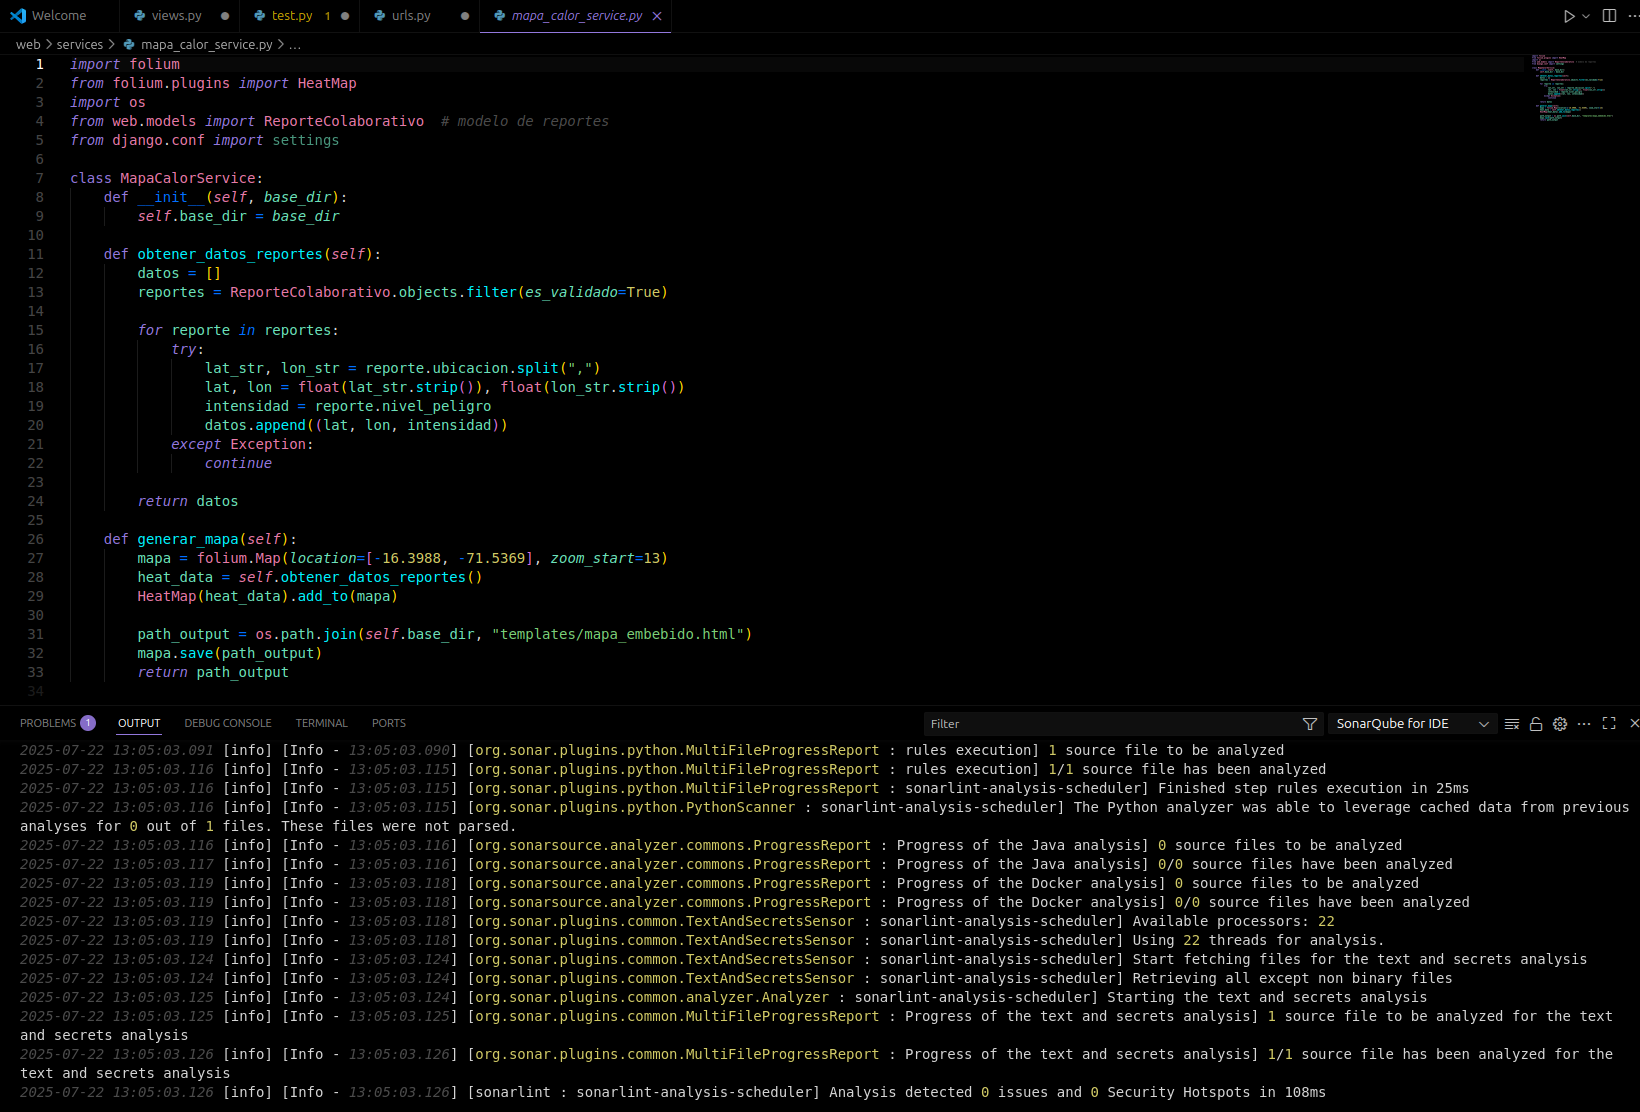 Welcome views.py test.py 1 urls.py mapa_calor_service.py
web > services > mapa_calor_service.py > ...
1 import folium
2 from folium.plugins import HeatMap
3 import os
4 from web.models import ReporteColaborativo  # modelo de reportes
5 from django.conf import settings
6
7 class MapaCalorService:
8     def __init__(self, base_dir):
9         self.base_dir = base_dir
10
11     def obtener_datos_reportes(self):
12         datos = []
13         reportes = ReporteColaborativo.objects.filter(es_validado=True)
14
15         for reporte in reportes:
16             try:
17                 lat_str, lon_str = reporte.ubicacion.split(",")
18                 lat, lon = float(lat_str.strip()), float(lon_str.strip())
19                 intensidad = reporte.nivel_peligro
20                 datos.append((lat, lon, intensidad))
21             except Exception:
22                 continue
23
24         return datos
25
26     def generar_mapa(self):
27         mapa = folium.Map(location=[-16.3988, -71.5369], zoom_start=13)
28         heat_data = self.obtener_datos_reportes()
29         HeatMap(heat_data).add_to(mapa)
30
31         path_output = os.path.join(self.base_dir, "templates/mapa_embebido.html")
32         mapa.save(path_output)
33         return path_output
34
PROBLEMS 1 OUTPUT DEBUG CONSOLE TERMINAL PORTS Filter SonarQube for IDE
2025-07-22 13:05:03.091 [info] [Info - 13:05:03.090] [org.sonar.plugins.python.MultiFileProgressReport : rules execution] 1 source file to be analyzed
2025-07-22 13:05:03.116 [info] [Info - 13:05:03.115] [org.sonar.plugins.python.MultiFileProgressReport : rules execution] 1/1 source file has been analyzed
2025-07-22 13:05:03.116 [info] [Info - 13:05:03.115] [org.sonar.plugins.python.MultiFileProgressReport : sonarlint-analysis-scheduler] Finished step rules execution in 25ms
2025-07-22 13:05:03.116 [info] [Info - 13:05:03.115] [org.sonar.plugins.python.PythonScanner : sonarlint-analysis-scheduler] The Python analyzer was able to leverage cached data from previous
analyses for 0 out of 1 files. These files were not parsed.
2025-07-22 13:05:03.116 [info] [Info - 13:05:03.116] [org.sonarsource.analyzer.commons.ProgressReport : Progress of the Java analysis] 0 source files to be analyzed
2025-07-22 13:05:03.117 [info] [Info - 13:05:03.116] [org.sonarsource.analyzer.commons.ProgressReport : Progress of the Java analysis] 0/0 source files have been analyzed
2025-07-22 13:05:03.119 [info] [Info - 13:05:03.118] [org.sonarsource.analyzer.commons.ProgressReport : Progress of the Docker analysis] 0 source files to be analyzed
2025-07-22 13:05:03.119 [info] [Info - 13:05:03.118] [org.sonarsource.analyzer.commons.ProgressReport : Progress of the Docker analysis] 0/0 source files have been analyzed
2025-07-22 13:05:03.119 [info] [Info - 13:05:03.118] [org.sonar.plugins.common.TextAndSecretsSensor : sonarlint-analysis-scheduler] Available processors: 22
2025-07-22 13:05:03.119 [info] [Info - 13:05:03.118] [org.sonar.plugins.common.TextAndSecretsSensor : sonarlint-analysis-scheduler] Using 22 threads for analysis.
2025-07-22 13:05:03.124 [info] [Info - 13:05:03.124] [org.sonar.plugins.common.TextAndSecretsSensor : sonarlint-analysis-scheduler] Start fetching files for the text and secrets analysis
2025-07-22 13:05:03.124 [info] [Info - 13:05:03.124] [org.sonar.plugins.common.TextAndSecretsSensor : sonarlint-analysis-scheduler] Retrieving all except non binary files
2025-07-22 13:05:03.125 [info] [Info - 13:05:03.124] [org.sonar.plugins.common.analyzer.Analyzer : sonarlint-analysis-scheduler] Starting the text and secrets analysis
2025-07-22 13:05:03.125 [info] [Info - 13:05:03.125] [org.sonar.plugins.common.MultiFileProgressReport : Progress of the text and secrets analysis] 1 source file to be analyzed for the text
and secrets analysis
2025-07-22 13:05:03.126 [info] [Info - 13:05:03.126] [org.sonar.plugins.common.MultiFileProgressReport : Progress of the text and secrets analysis] 1/1 source file has been analyzed for the
text and secrets analysis
2025-07-22 13:05:03.126 [info] [Info - 13:05:03.126] [sonarlint : sonarlint-analysis-scheduler] Analysis detected 0 issues and 0 Security Hotspots in 108ms